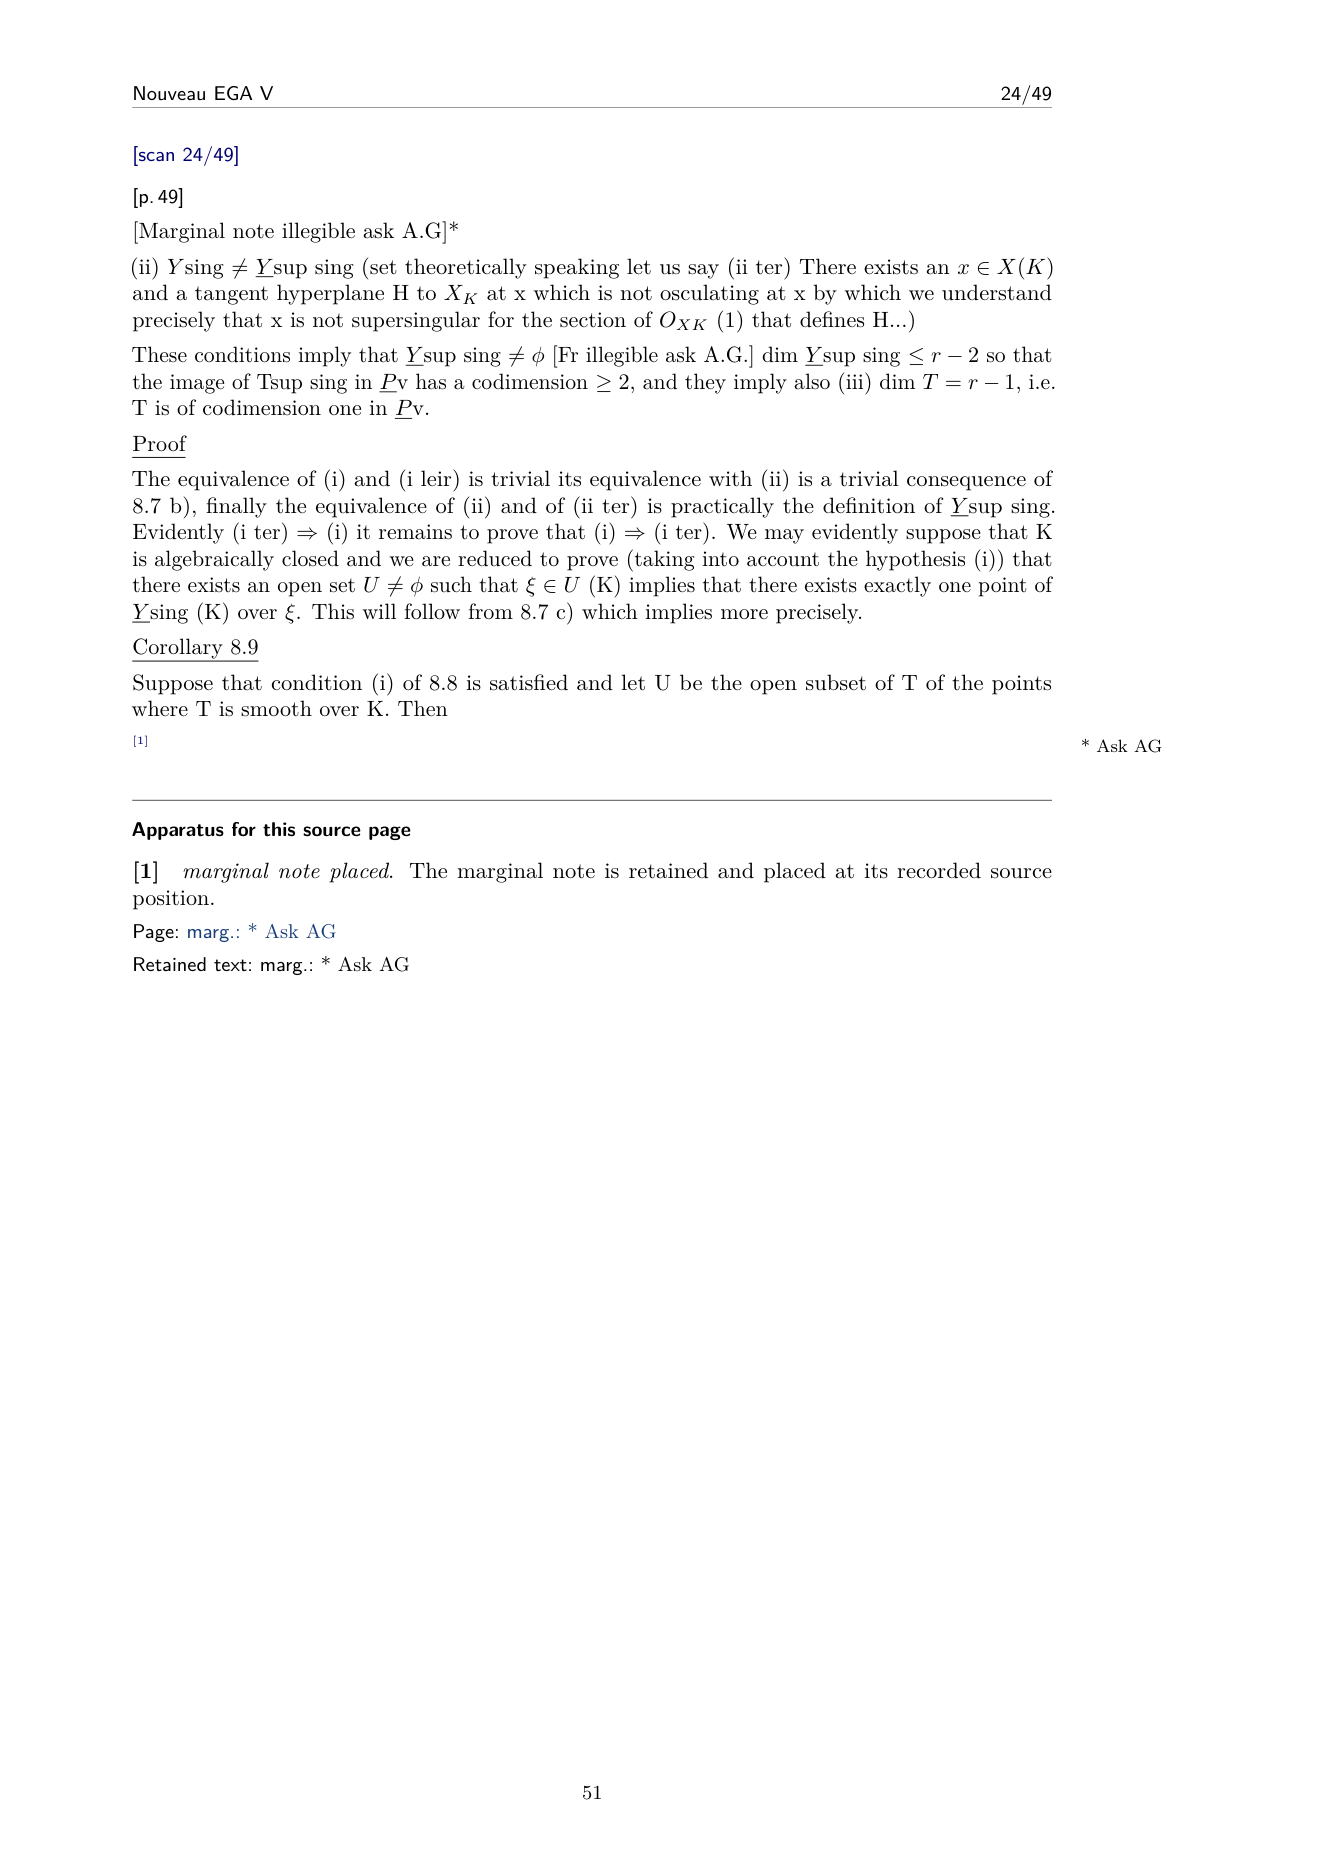 Nouveau EGA V 24/49
[scan 24/49]
[p. 49]
[Marginal note illegible ask A.G]*
(ii) Y sing ≠ Y sup sing (set theoretically speaking let us say (ii ter) There exists an x ∈ X(K)
and a tangent hyperplane H to X_K at x which is not osculating at x by which we understand
precisely that x is not supersingular for the section of O_{XK} (1) that defines H...)
These conditions imply that Y sup sing ≠ ϕ [Fr illegible ask A.G.] dim Y sup sing ≤ r − 2 so that
the image of Tsup sing in Pv has a codimension ≥ 2, and they imply also (iii) dim T = r − 1, i.e.
T is of codimension one in Pv.
Proof
The equivalence of (i) and (i leir) is trivial its equivalence with (ii) is a trivial consequence of
8.7 b), finally the equivalence of (ii) and of (ii ter) is practically the definition of Y sup sing.
Evidently (i ter) ⇒ (i) it remains to prove that (i) ⇒ (i ter). We may evidently suppose that K
is algebraically closed and we are reduced to prove (taking into account the hypothesis (i)) that
there exists an open set U ≠ ϕ such that ξ ∈ U (K) implies that there exists exactly one point of
Y sing (K) over ξ. This will follow from 8.7 c) which implies more precisely.
Corollary 8.9
Suppose that condition (i) of 8.8 is satisfied and let U be the open subset of T of the points
where T is smooth over K. Then
[1]
* Ask AG
Apparatus for this source page
[1] marginal note placed. The marginal note is retained and placed at its recorded source
position.
Page: marg.: * Ask AG
Retained text: marg.: * Ask AG
51